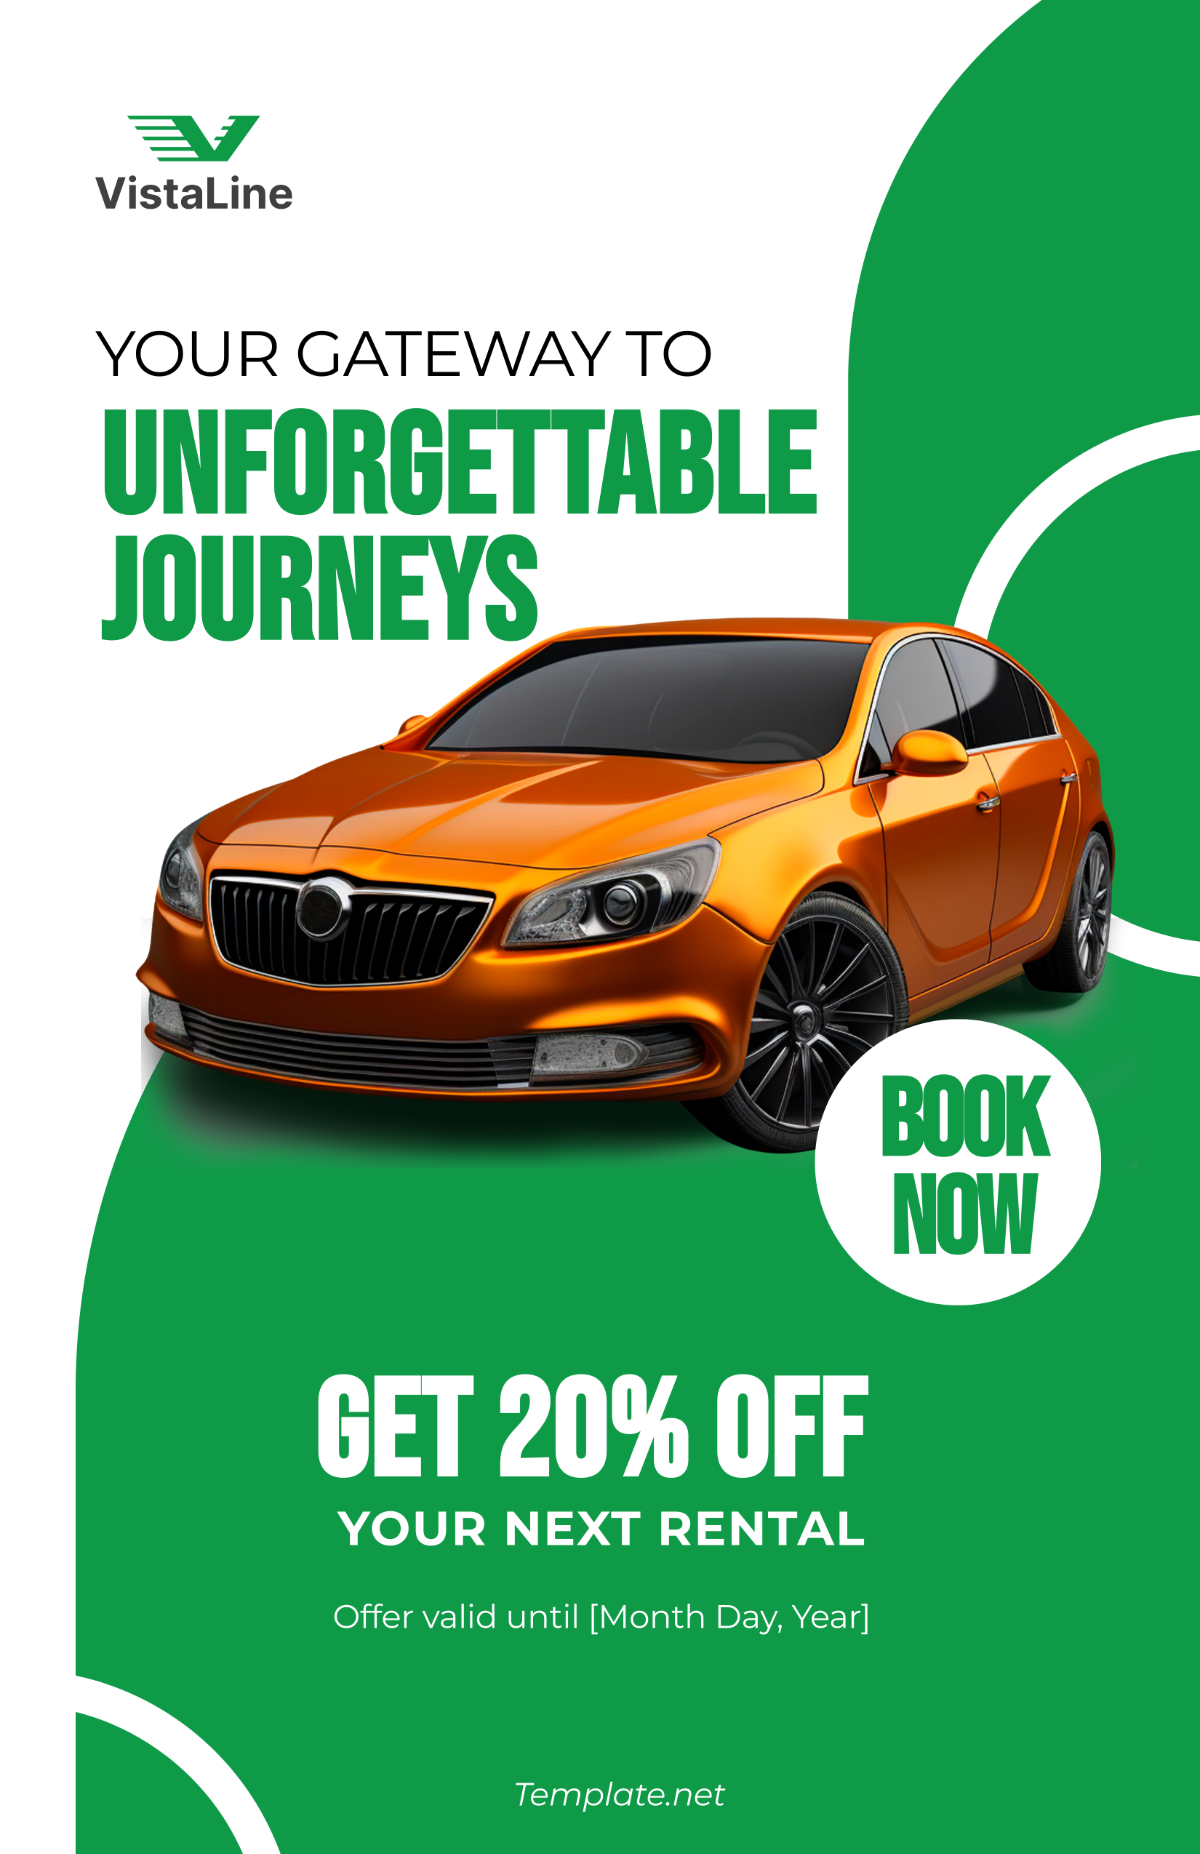 VistaLine
YOUR GATEWAY TO
UNFORGETTABLE
JOURNEYS
BOOK
NOW
GET 20% OFF
YOUR NEXT RENTAL
Offer valid until [Month Day, Year]
Template.net